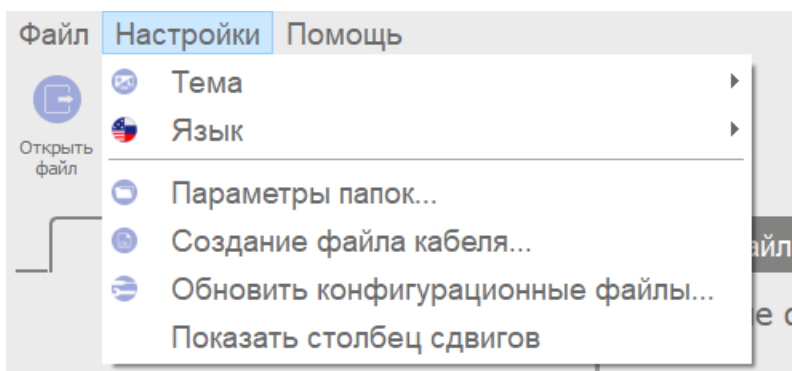 Файл Настройки Помощь
Тема
Язык
Открыть
файл
Параметры папок...
Создание файла кабеля...
Обновить конфигурационные файлы...
Показать столбец сдвигов